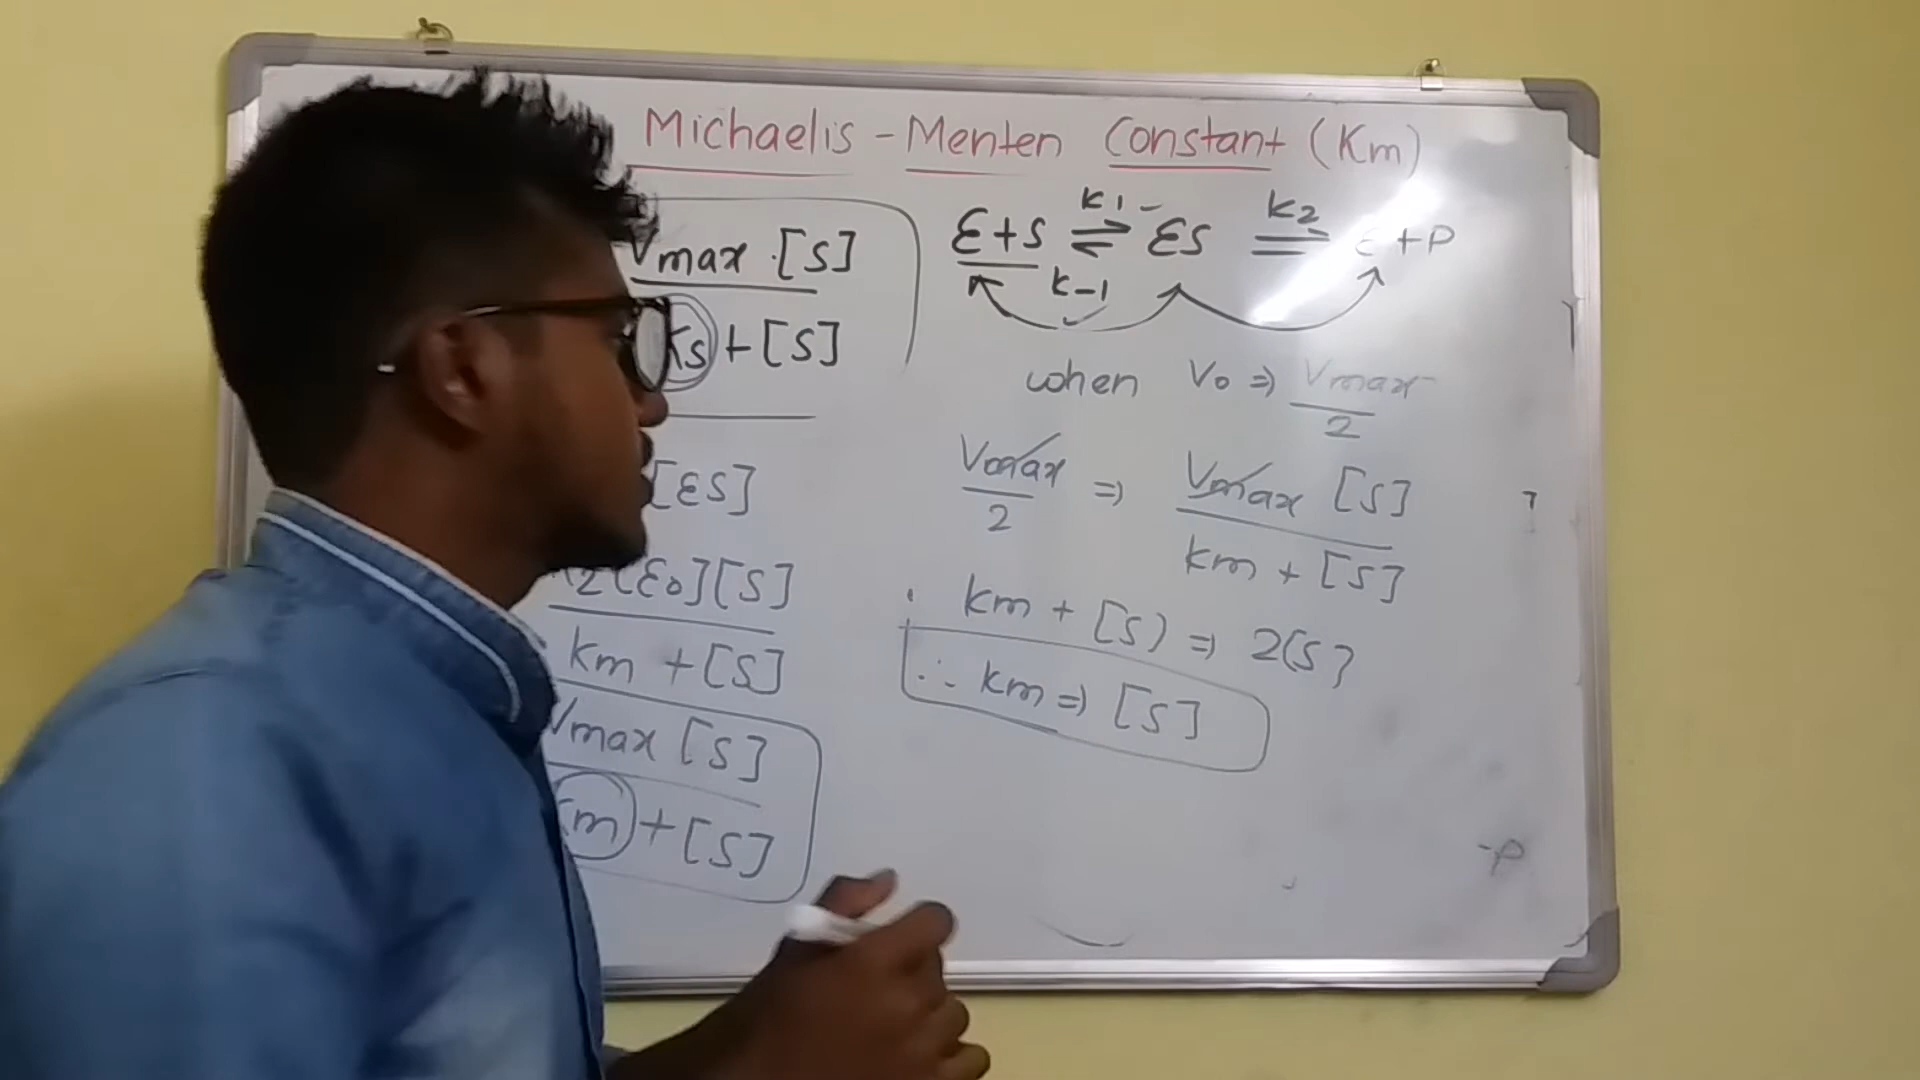 Michaelis - Menten Constant (Km)
Vmax . [S]
Ks + [S]
[ES]
2[E0][S]
km + [S]
Vmax [S]
km + [S]
k1
E+S ⇌ ES
k-1
k2
E + P
when V0 ⇒ Vmax
2
Vmax ⇒ Vmax [S]
2
km + [S]
km + [S] ⇒ 2[S]
∴ km ⇒ [S]